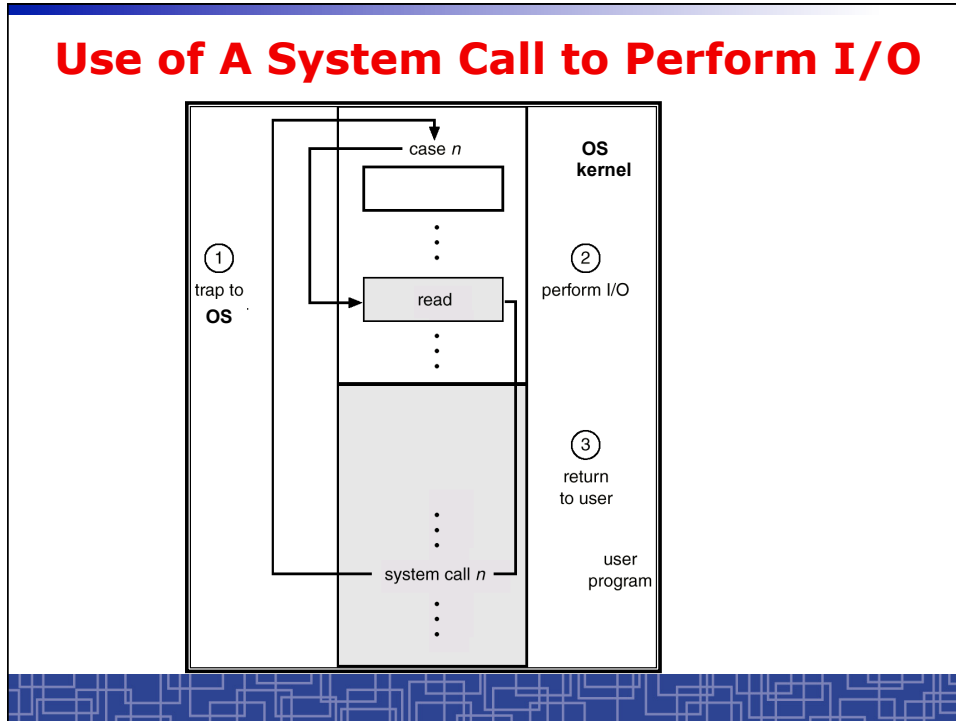 Use of A System Call to Perform I/O
case n
OS
kernel
1
trap to
OS
2
perform I/O
read
3
return
to user
system call n
user
program